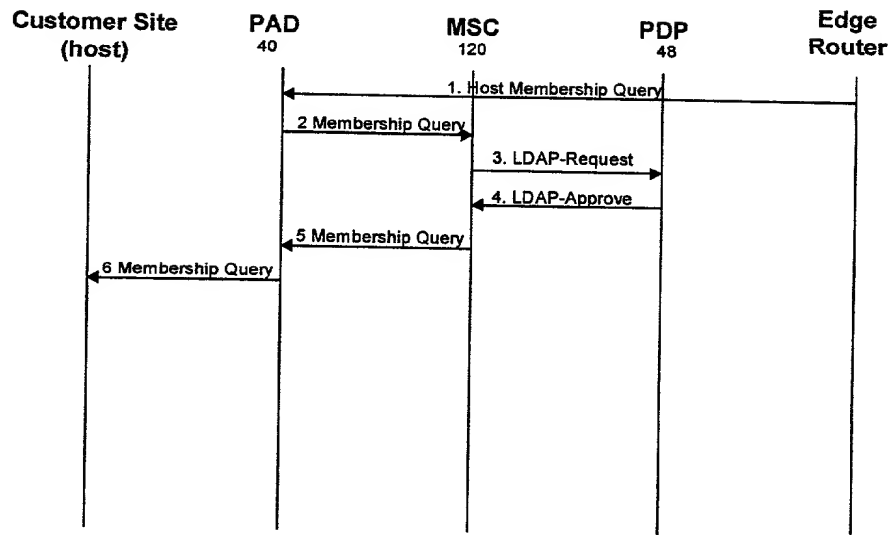 Customer Site
(host)
PAD
40
MSC
120
PDP
48
Edge
Router
1. Host Membership Query
2 Membership Query
3. LDAP-Request
4. LDAP-Approve
5 Membership Query
6 Membership Query